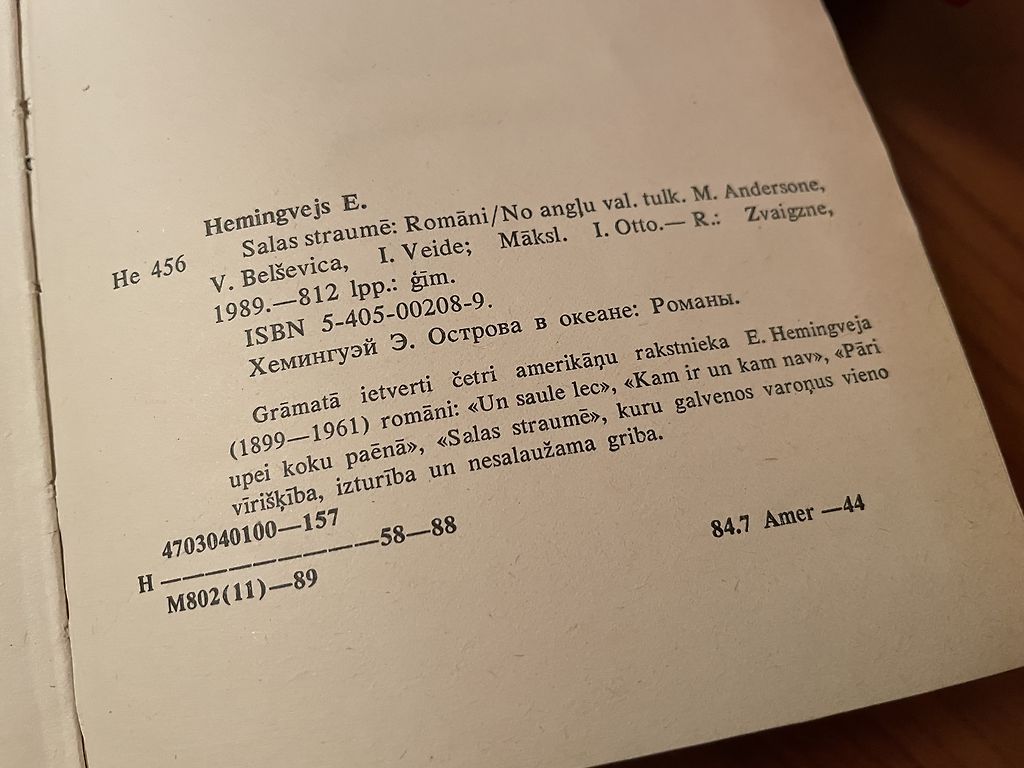 Hemingvejs E.
Salas straumē: Romāni/No angļu val. tulk. M. Andersone,
He 456 V. Belševica, I. Veide; Māksl. I. Otto.— R.: Zvaigzne,
1989.—812 lpp.: ģīm.
ISBN 5-405-00208-9.
Хемингуэй Э. Острова в океане: Романы.
Grāmatā ietverti četri amerikāņu rakstnieka E. Hemingveja
(1899—1961) romāni: «Un saule lec», «Kam ir un kam nav», «Pāri
upei koku paēnā», «Salas straumē», kuru galvenos varoņus vieno
vīrišķība, izturība un nesalaužama griba.
4703040100—157
H —————————— 58—88
M802(11)—89
84.7 Amer —44